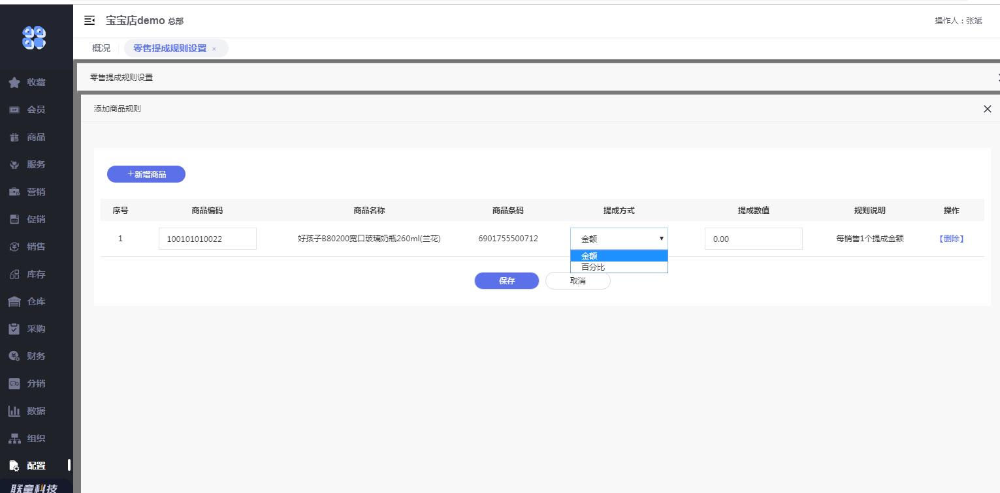 宝宝店demo 总部
操作人：张斌
概况
零售提成规则设置 ×
收藏
会员
商品
服务
营销
促销
销售
库存
仓库
采购
财务
分销
数据
组织
配置
联童科技
零售提成规则设置
添加商品规则
+新增商品
序号 商品编码 商品名称 商品条码 提成方式 提成数值 规则说明 操作
1 100101010022 好孩子B80200宽口玻璃奶瓶260ml(兰花) 6901755500712 金额 0.00 每销售1个提成金额 【删除】
金额
百分比
保存 取消